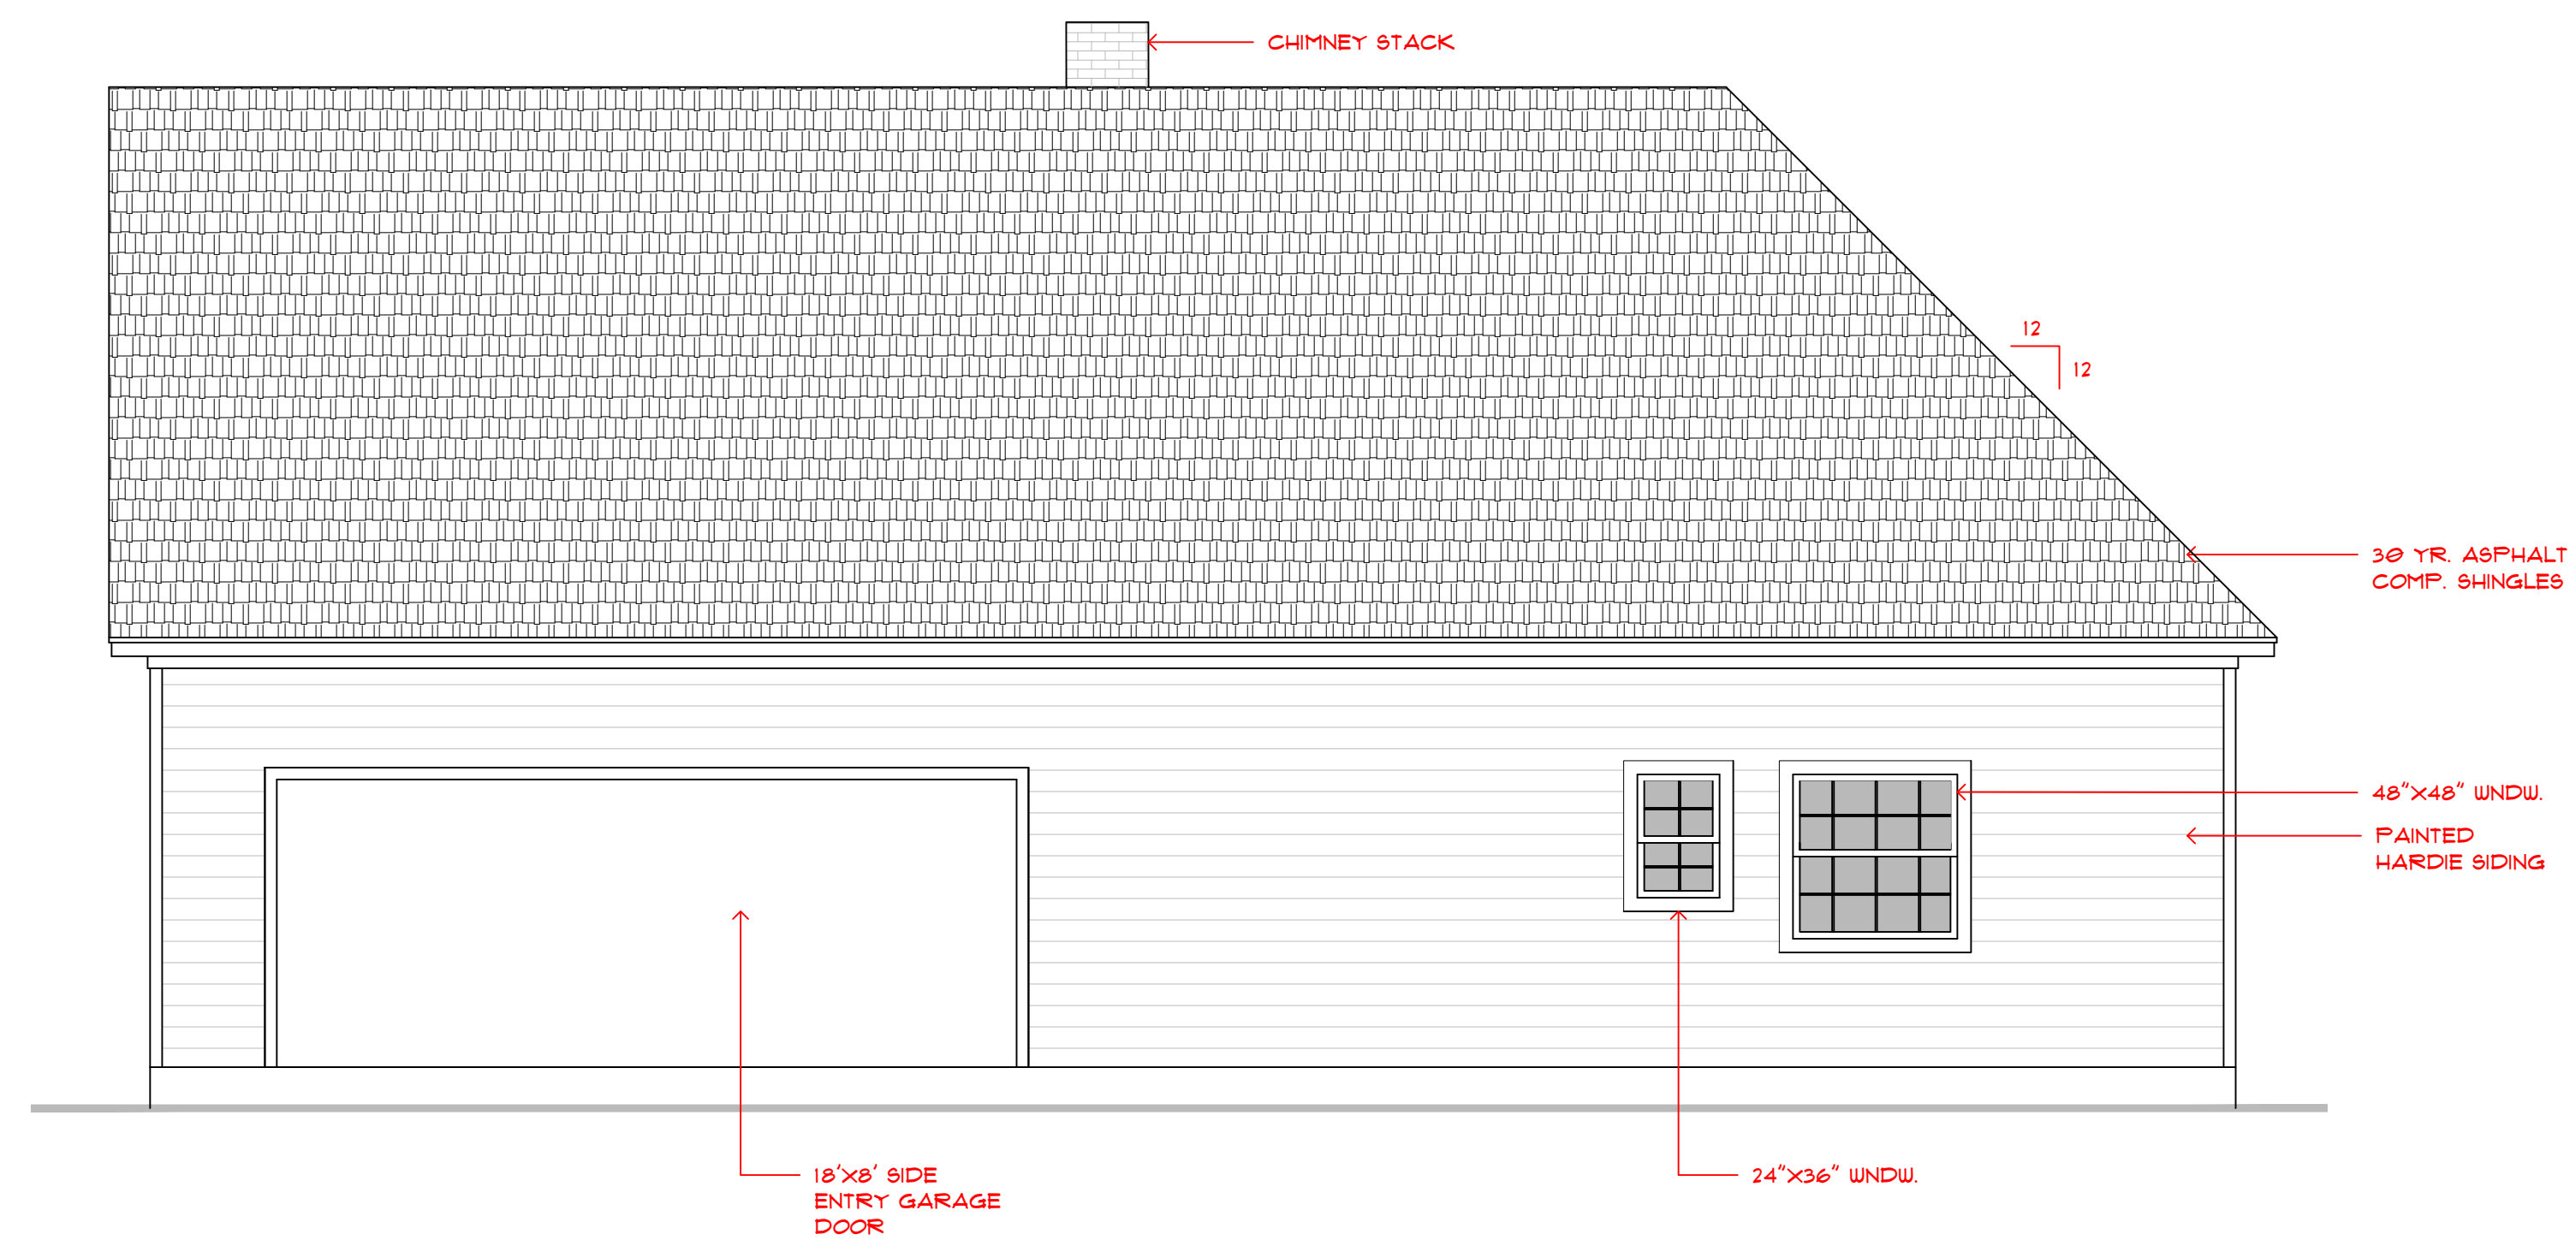 CHIMNEY STACK
12
12
30 YR. ASPHALT
COMP. SHINGLES
48"X48" WNDW.
PAINTED
HARDIE SIDING
18'X8' SIDE
ENTRY GARAGE
DOOR
24"X36" WNDW.